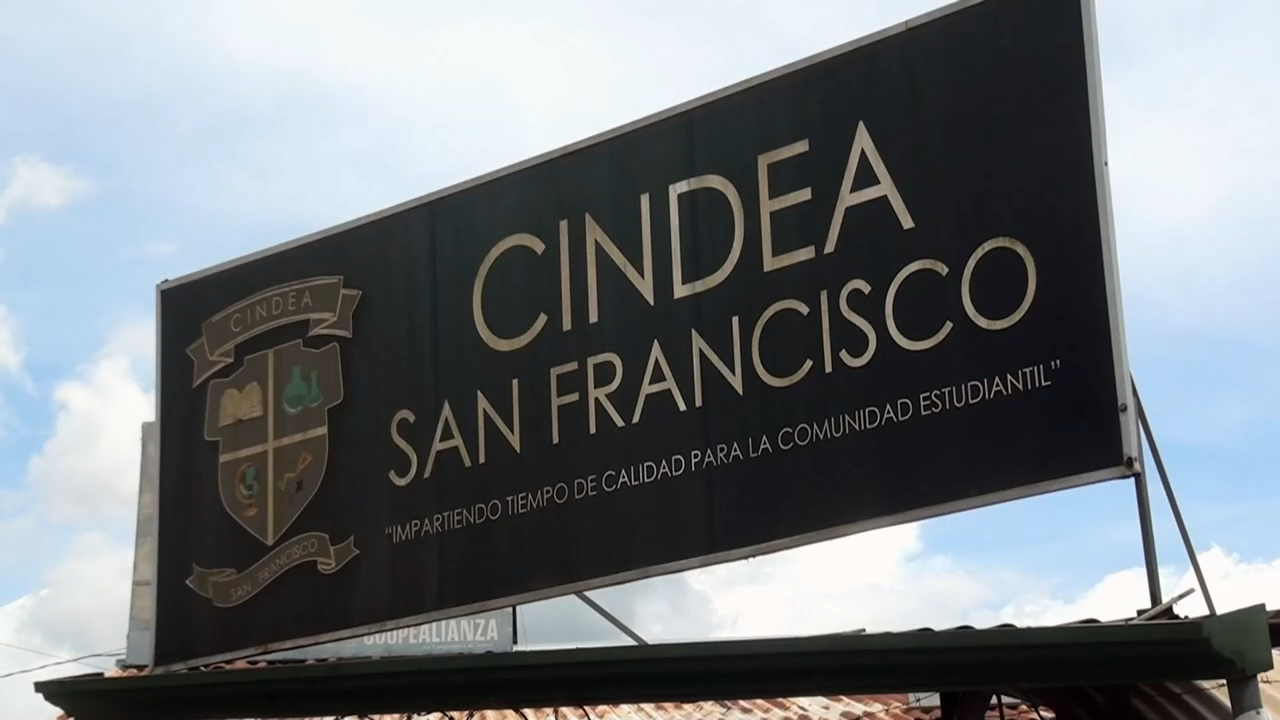 CINDEA
SAN FRANCISCO
"IMPARTIENDO TIEMPO DE CALIDAD PARA LA COMUNIDAD ESTUDIANTIL"
CINDEA
SAN FRANCISCO
COOPEALIANZA